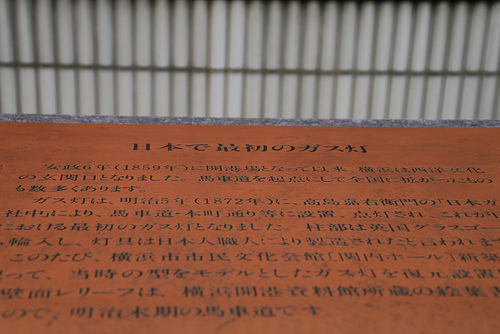 日本で最初のガス灯
安政6年(1859年)に開港場となって以来、横浜は西洋文化
の玄関口となりました。馬車道を起点にして全国に拡がったもの
も数多くあります。
ガス灯は、明治5年(1872年)に、高島嘉右衛門の「日本ガ
社中」により、馬車道・本町通り等に設置、点灯され、これが
における最初のガス灯となりました。柱部は英国グラスゴー
輸入し、灯具は日本人職人により製造されたと言われま
このたび、横浜市市民文化会館「関内ホール」新築
って、当時の型をモデルとしたガス灯を復元設置
壁面レリーフは、横浜開港資料館所蔵の絵葉書
ので、明治末期の馬車道です